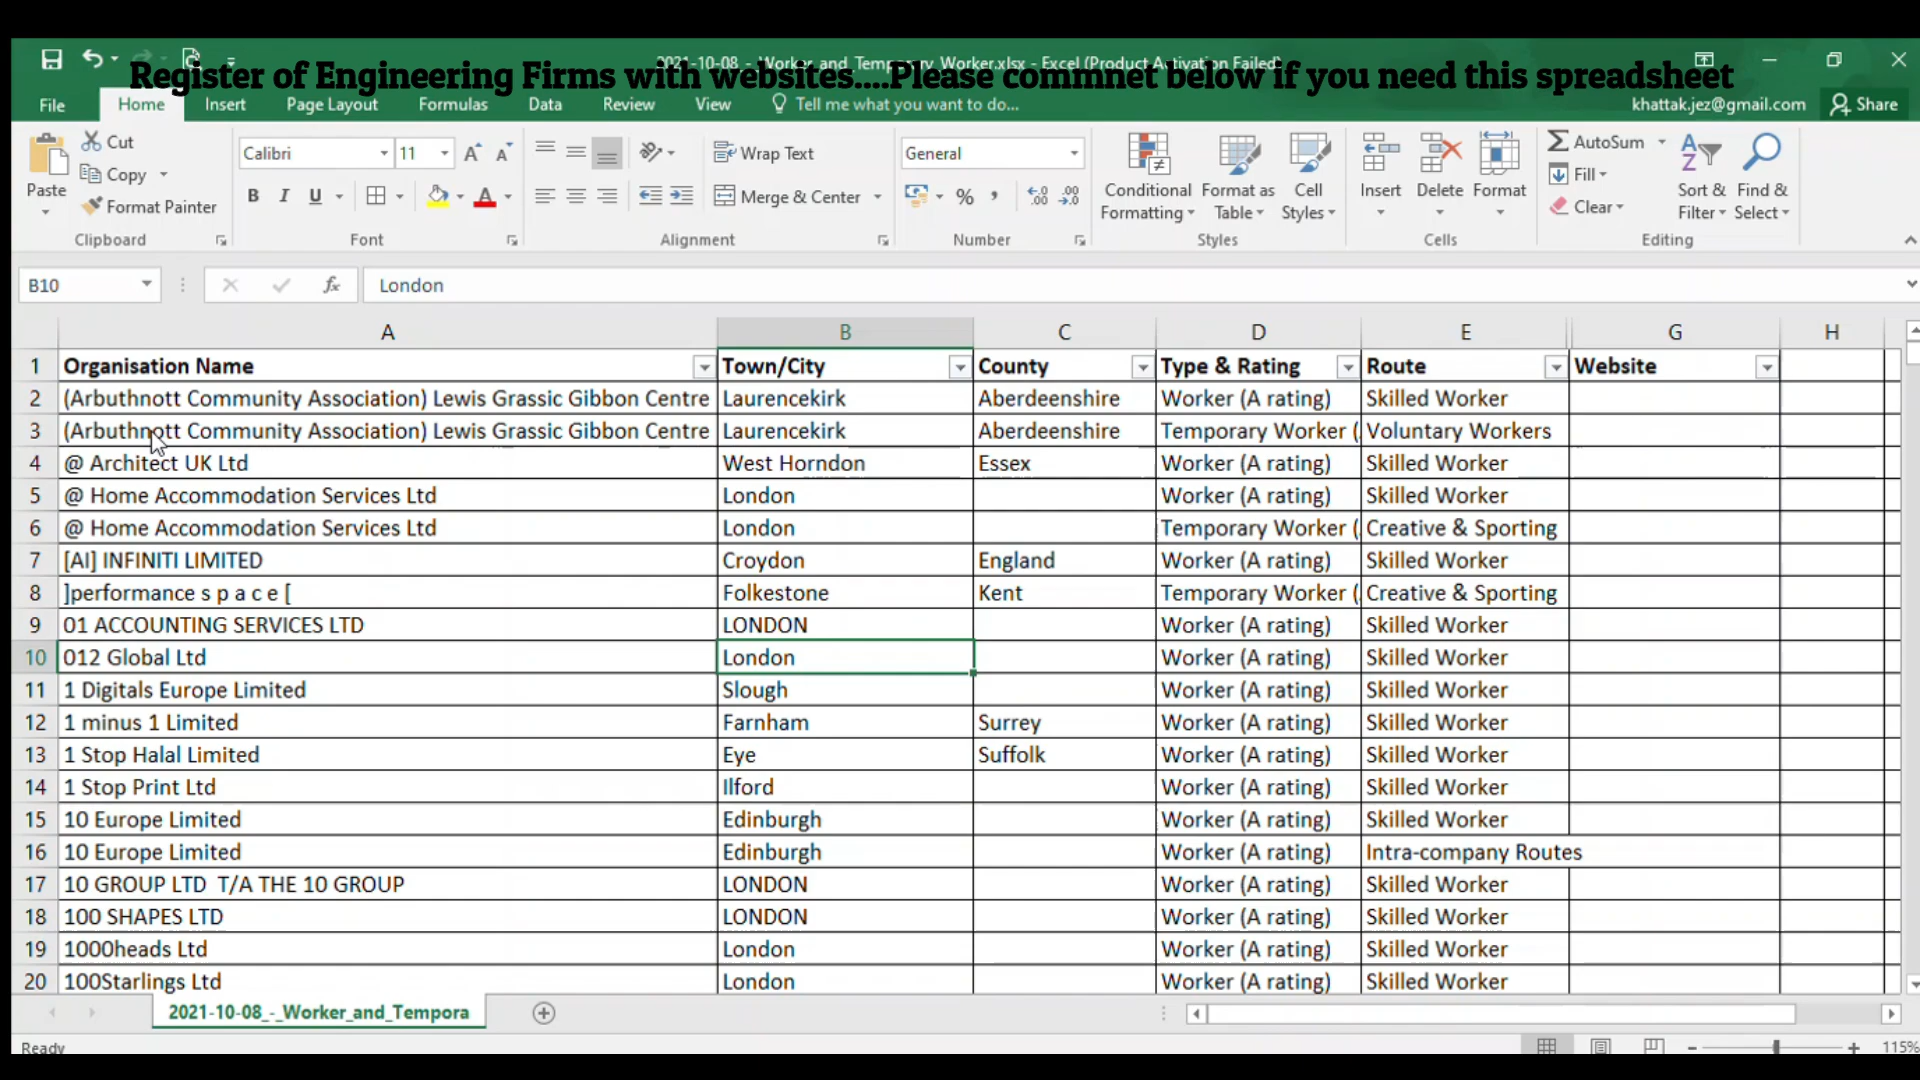 2021-10-08_-_Worker_and_Temporary_Worker.xlsx - Excel (Product Activation Failed)
Register of Engineering Firms with websites....Please commnet below if you need this spreadsheet
File Home Insert Page Layout Formulas Data Review View Tell me what you want to do... khattak.jez@gmail.com Share
Paste Cut Copy Format Painter Clipboard
Calibri 11 A A B I U A Font
Wrap Text Merge & Center Alignment
General % , .00 .00 Number
Conditional Formatting Format as Table Cell Styles Styles
Insert Delete Format Cells
AutoSum Fill Clear Sort & Filter Find & Select Editing
B10 fx London
A B C D E G H
1 Organisation Name Town/City County Type & Rating Route Website
2 (Arbuthnott Community Association) Lewis Grassic Gibbon Centre Laurencekirk Aberdeenshire Worker (A rating) Skilled Worker
3 (Arbuthnott Community Association) Lewis Grassic Gibbon Centre Laurencekirk Aberdeenshire Temporary Worker ( Voluntary Workers
4 @ Architect UK Ltd West Horndon Essex Worker (A rating) Skilled Worker
5 @ Home Accommodation Services Ltd London Worker (A rating) Skilled Worker
6 @ Home Accommodation Services Ltd London Temporary Worker ( Creative & Sporting
7 [AI] INFINITI LIMITED Croydon England Worker (A rating) Skilled Worker
8 ]performance s p a c e [ Folkestone Kent Temporary Worker ( Creative & Sporting
9 01 ACCOUNTING SERVICES LTD LONDON Worker (A rating) Skilled Worker
10 012 Global Ltd London Worker (A rating) Skilled Worker
11 1 Digitals Europe Limited Slough Worker (A rating) Skilled Worker
12 1 minus 1 Limited Farnham Surrey Worker (A rating) Skilled Worker
13 1 Stop Halal Limited Eye Suffolk Worker (A rating) Skilled Worker
14 1 Stop Print Ltd Ilford Worker (A rating) Skilled Worker
15 10 Europe Limited Edinburgh Worker (A rating) Skilled Worker
16 10 Europe Limited Edinburgh Worker (A rating) Intra-company Routes
17 10 GROUP LTD T/A THE 10 GROUP LONDON Worker (A rating) Skilled Worker
18 100 SHAPES LTD LONDON Worker (A rating) Skilled Worker
19 1000heads Ltd London Worker (A rating) Skilled Worker
20 100Starlings Ltd London Worker (A rating) Skilled Worker
2021-10-08_-_Worker_and_Tempora
Ready 115%